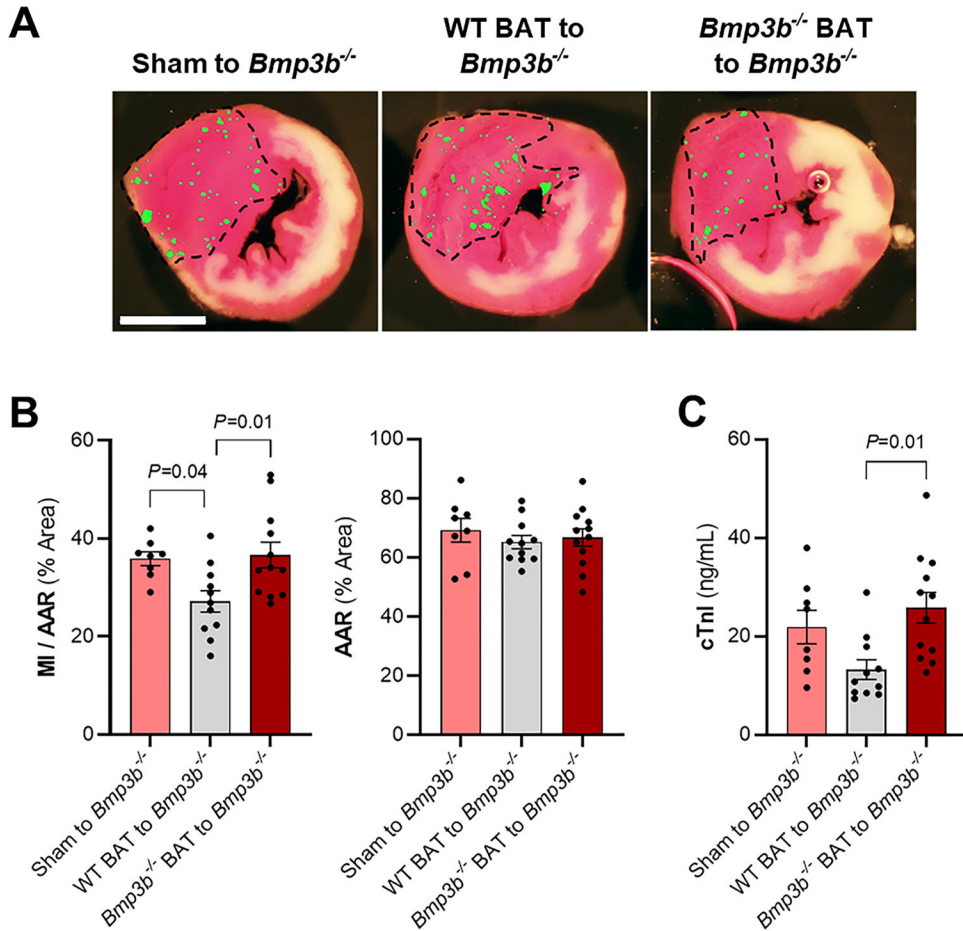 A
Sham to Bmp3b-/-
WT BAT to
Bmp3b-/-
Bmp3b-/- BAT
to Bmp3b-/-
B
MI / AAR (% Area)
60
40
20
0
P=0.04
P=0.01
Sham to Bmp3b-/-
WT BAT to Bmp3b-/-
Bmp3b-/- BAT to Bmp3b-/-
AAR (% Area)
100
80
60
40
20
0
Sham to Bmp3b-/-
WT BAT to Bmp3b-/-
Bmp3b-/- BAT to Bmp3b-/-
C
cTnI (ng/mL)
60
40
20
0
P=0.01
Sham to Bmp3b-/-
WT BAT to Bmp3b-/-
Bmp3b-/- BAT to Bmp3b-/-